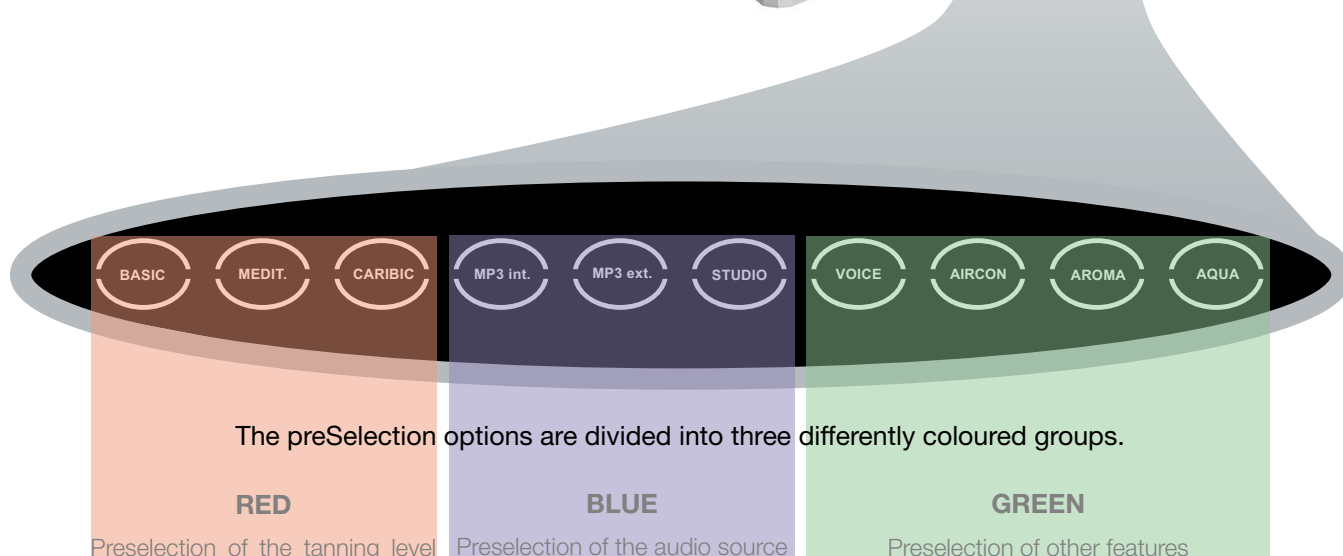 BASIC MEDIT. CARIBIC MP3 int. MP3 ext. STUDIO VOICE AIRCON AROMA AQUA
The preSelection options are divided into three differently coloured groups.
RED BLUE GREEN
Preselection of the tanning level Preselection of the audio source Preselection of other features